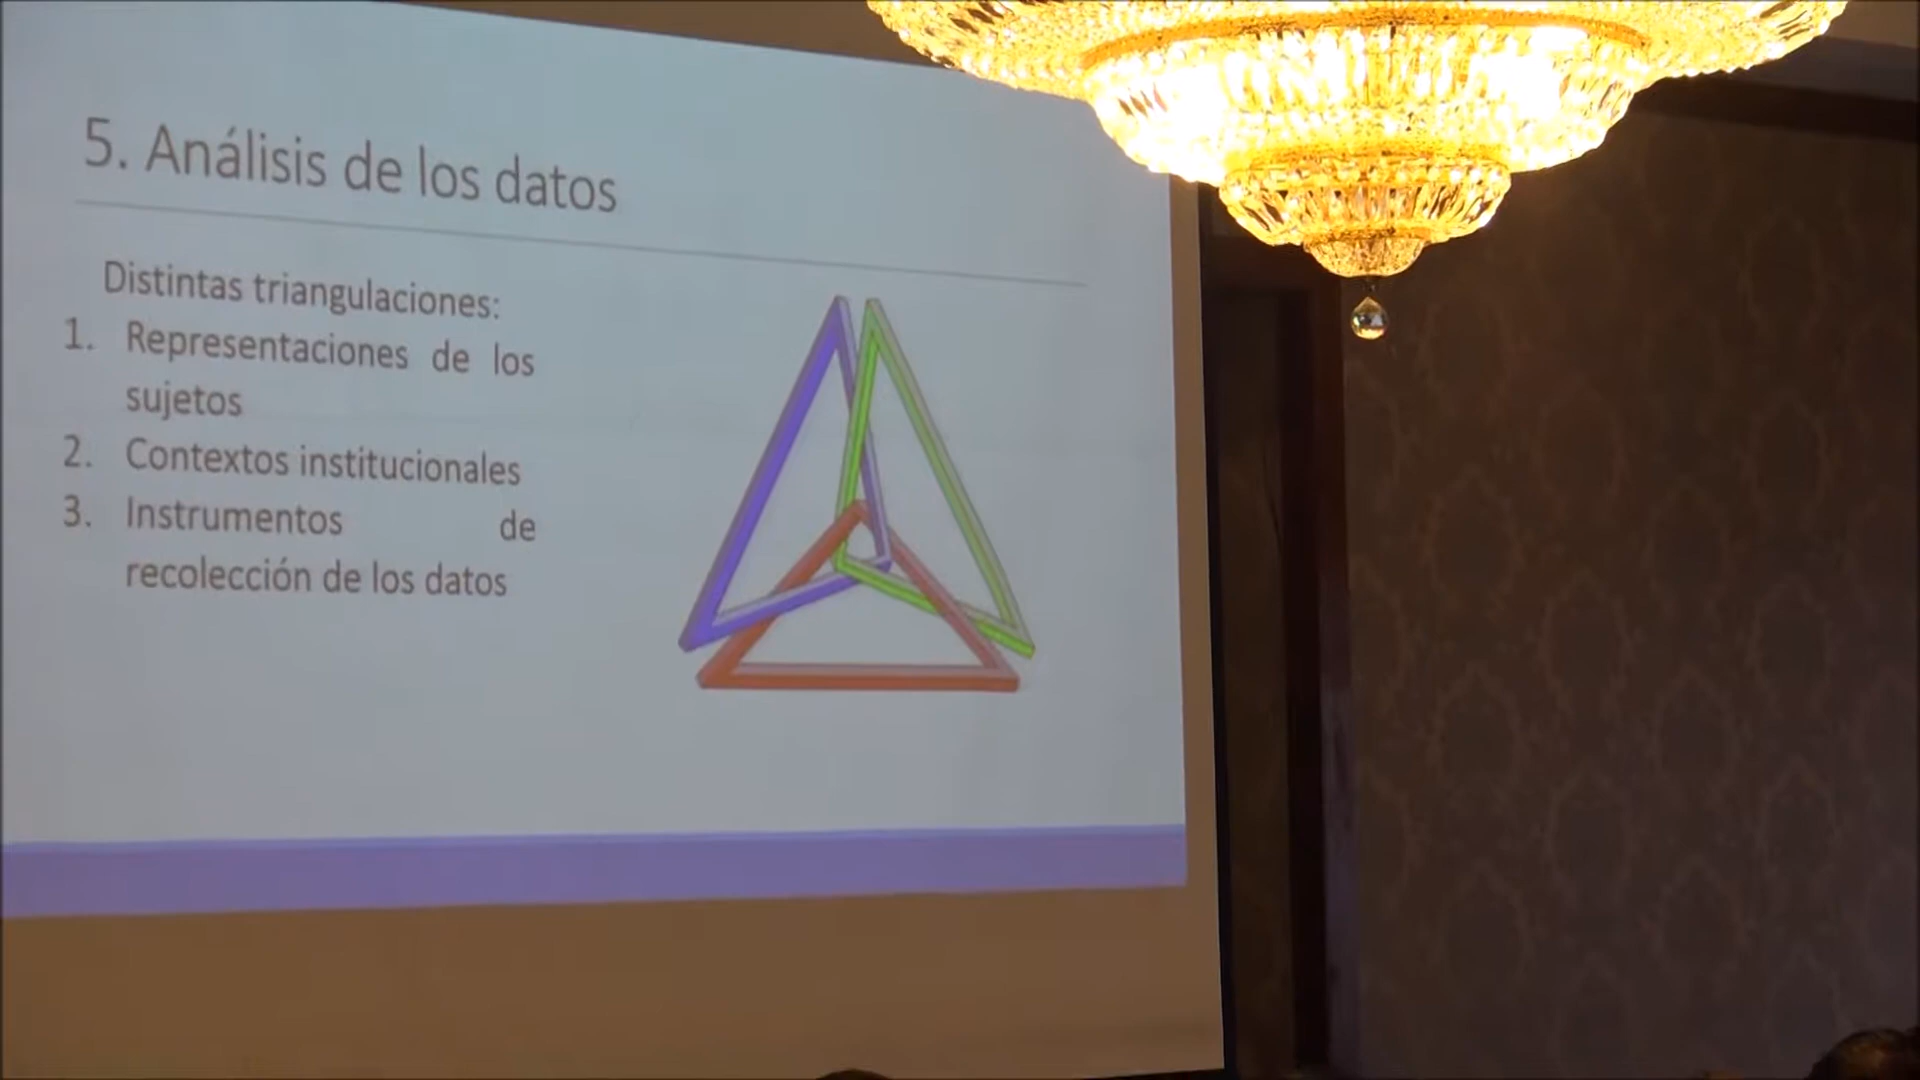 5. Análisis de los datos
Distintas triangulaciones:
1. Representaciones de los
sujetos
2. Contextos institucionales
3. Instrumentos de
recolección de los datos